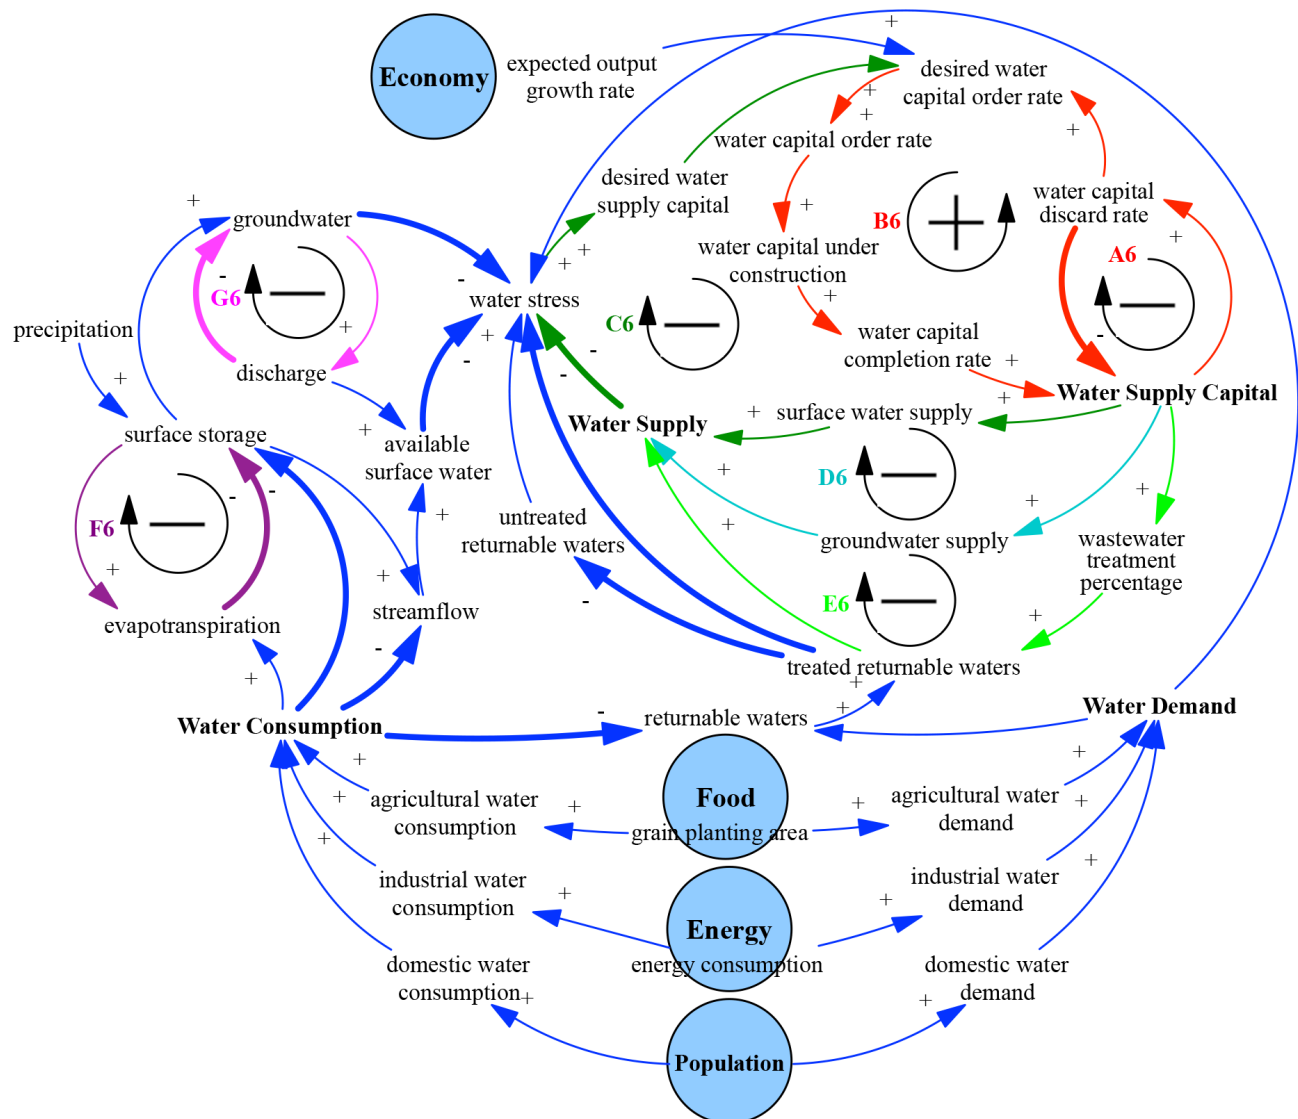 Economy
expected output
growth rate
+
desired water
capital order rate
+
+
water capital order rate
+
desired water
supply capital
water capital
discard rate
B6
+
+
groundwater
+
+
water capital under
construction
A6
+
+
-
G6
-
-
+
water stress
C6
+
-
precipitation
+
+
-
-
water capital
completion rate
+
discharge
-
+
Water Supply Capital
+
surface water supply
+
Water Supply
+
surface storage
available
surface water
+
D6
-
-
+
+
untreated
returnable waters
+
groundwater supply
wastewater
treatment
percentage
F6
+
+
-
E6
+
streamflow
evapotranspiration
-
+
treated returnable waters
+
+
Water Consumption
-
returnable waters
+
Water Demand
+
Food
+
agricultural water
consumption
+
+
grain planting area
+
agricultural water
demand
+
+
industrial water
consumption
+
Energy
energy consumption
+
industrial water
demand
+
domestic water
consumption
+
domestic water
demand
+
Population